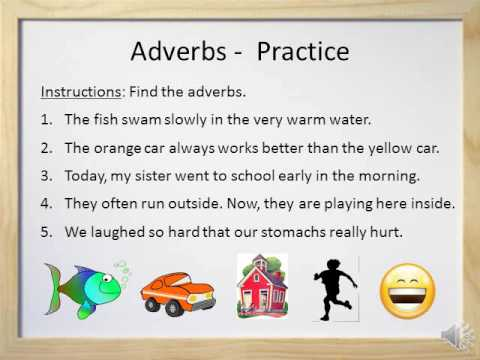 Adverbs - Practice
Instructions: Find the adverbs.
1. The fish swam slowly in the very warm water.
2. The orange car always works better than the yellow car.
3. Today, my sister went to school early in the morning.
4. They often run outside. Now, they are playing here inside.
5. We laughed so hard that our stomachs really hurt.